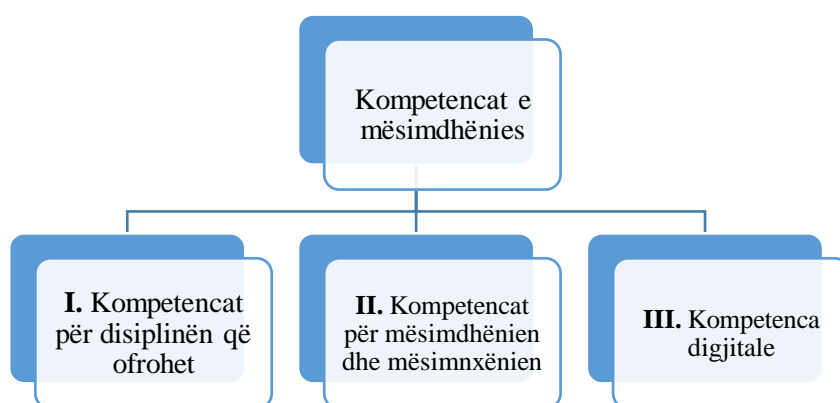 Kompetencat e
mësimdhënies
I. Kompetencat
për disiplinën që
ofrohet
II. Kompetencat
për mësimdhënien
dhe mësimnxënien
III. Kompetenca
digjitale